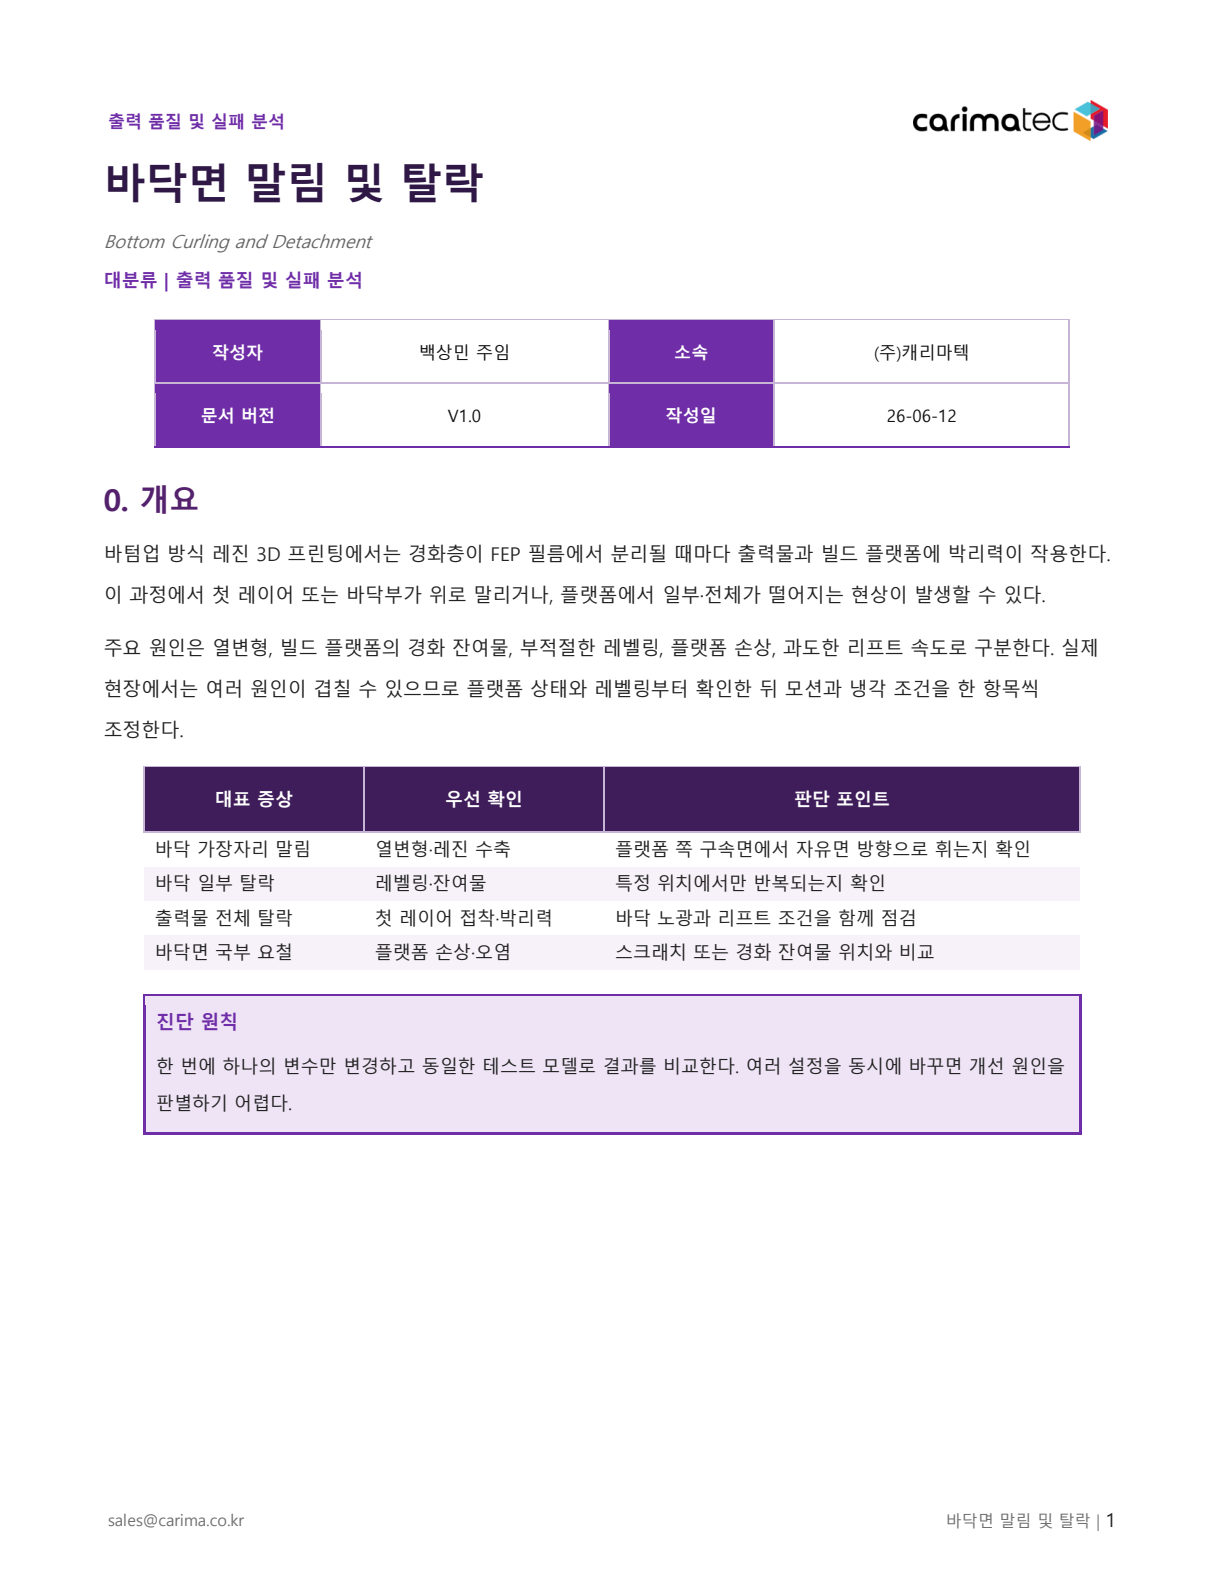 출력 품질 및 실패 분석
carimatec
바닥면 말림 및 탈락
Bottom Curling and Detachment
대분류 | 출력 품질 및 실패 분석
작성자 백상민 주임 소속 (주)캐리마텍
문서 버전 V1.0 작성일 26-06-12
0. 개요
바텀업 방식 레진 3D 프린팅에서는 경화층이 FEP 필름에서 분리될 때마다 출력물과 빌드 플랫폼에 박리력이 작용한다.
이 과정에서 첫 레이어 또는 바닥부가 위로 말리거나, 플랫폼에서 일부·전체가 떨어지는 현상이 발생할 수 있다.
주요 원인은 열변형, 빌드 플랫폼의 경화 잔여물, 부적절한 레벨링, 플랫폼 손상, 과도한 리프트 속도로 구분한다. 실제
현장에서는 여러 원인이 겹칠 수 있으므로 플랫폼 상태와 레벨링부터 확인한 뒤 모션과 냉각 조건을 한 항목씩
조정한다.
대표 증상 우선 확인 판단 포인트
바닥 가장자리 말림 열변형·레진 수축 플랫폼 쪽 구속면에서 자유면 방향으로 휘는지 확인
바닥 일부 탈락 레벨링·잔여물 특정 위치에서만 반복되는지 확인
출력물 전체 탈락 첫 레이어 접착·박리력 바닥 노광과 리프트 조건을 함께 점검
바닥면 국부 요철 플랫폼 손상·오염 스크래치 또는 경화 잔여물 위치와 비교
진단 원칙
한 번에 하나의 변수만 변경하고 동일한 테스트 모델로 결과를 비교한다. 여러 설정을 동시에 바꾸면 개선 원인을
판별하기 어렵다.
sales@carima.co.kr 바닥면 말림 및 탈락 | 1